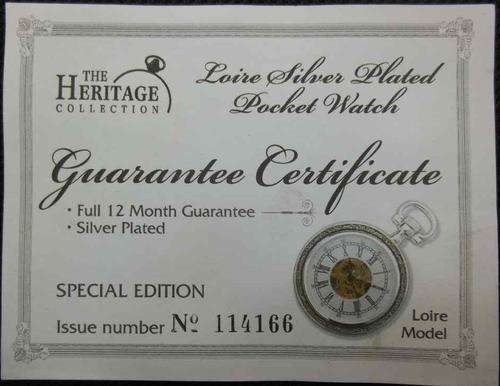 THE
HERITAGE
COLLECTION
Loire Silver Plated
Pocket Watch
Guarantee Certificate
· Full 12 Month Guarantee
· Silver Plated
SPECIAL EDITION
Issue number Nº 114166
Loire
Model